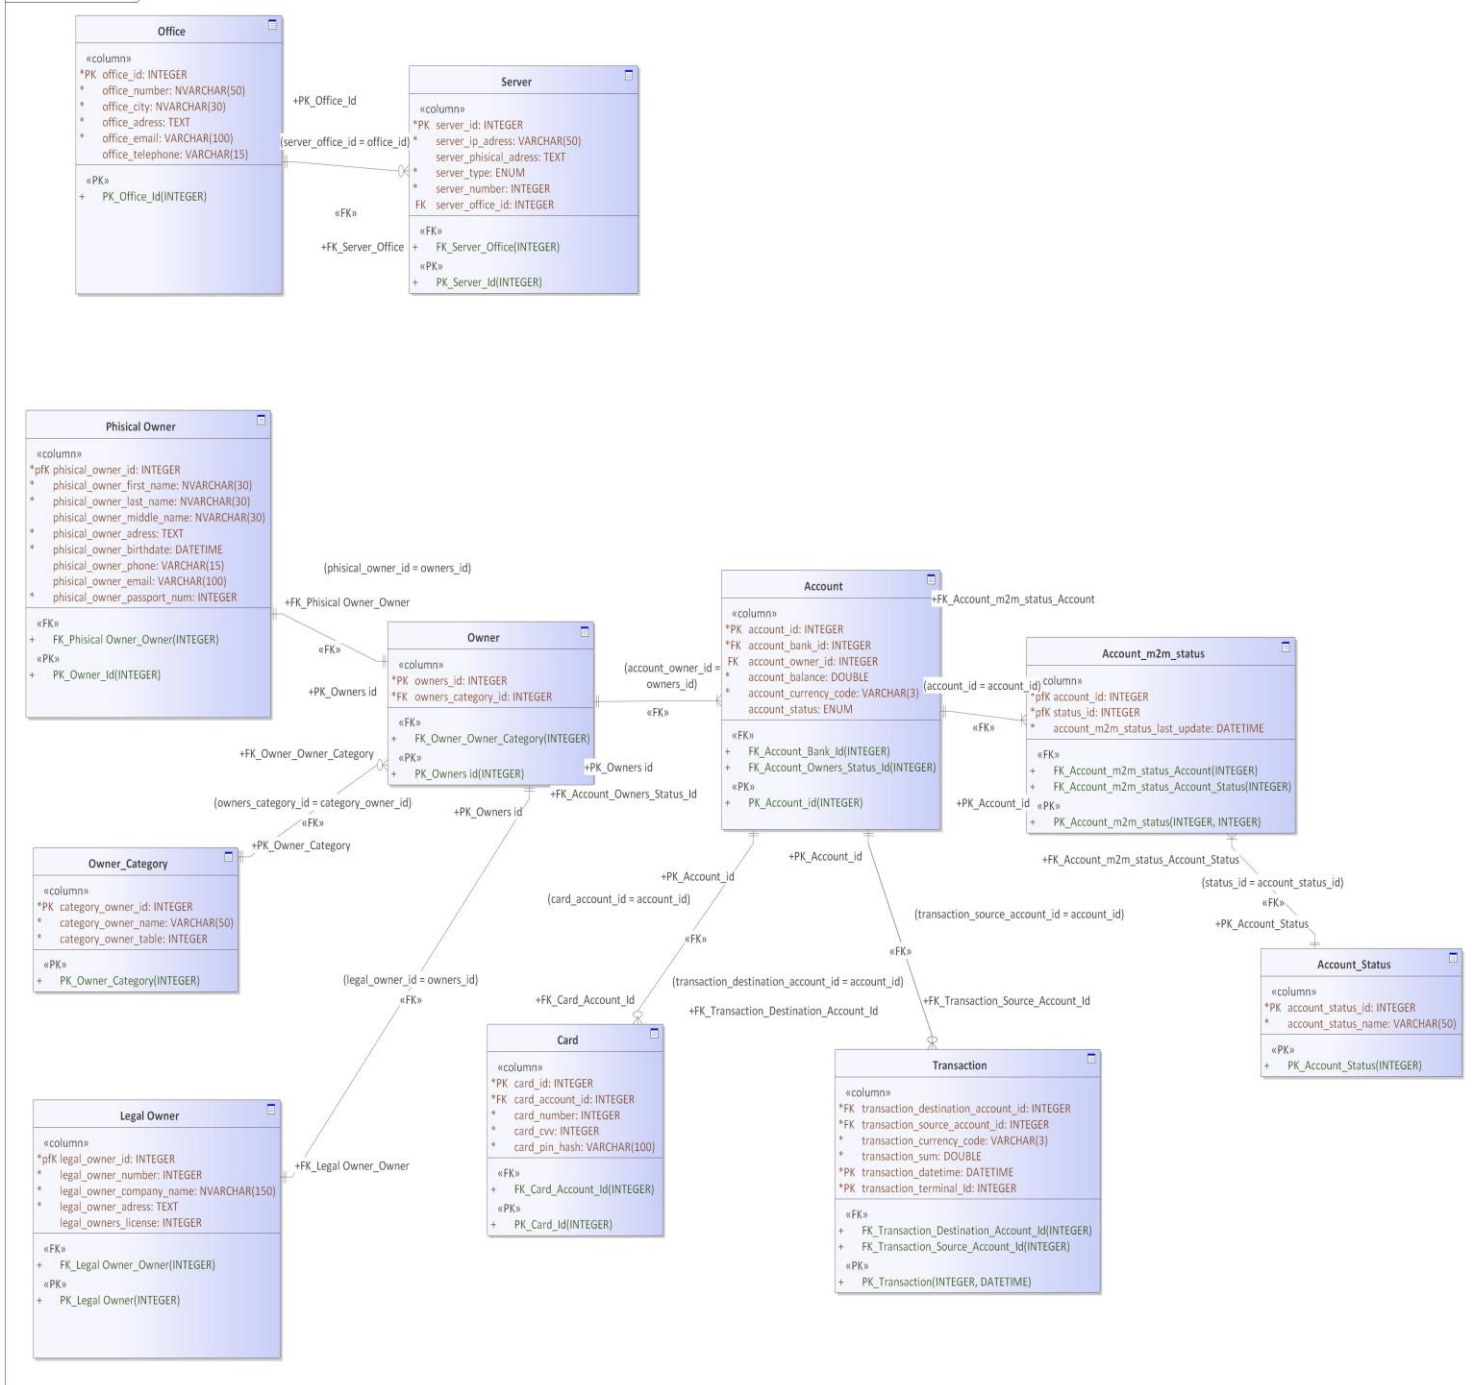 Office
«column»
*PK office_id: INTEGER
* office_number: NVARCHAR(50)
* office_city: NVARCHAR(30)
* office_adress: TEXT
* office_email: VARCHAR(100)
office_telephone: VARCHAR(15)
«PK»
+ PK_Office_Id(INTEGER)
+PK_Office_Id
(server_office_id = office_id)
«FK»
+FK_Server_Office
Server
«column»
*PK server_id: INTEGER
* server_ip_adress: VARCHAR(50)
server_phisical_adress: TEXT
* server_type: ENUM
* server_number: INTEGER
FK server_office_id: INTEGER
«FK»
+ FK_Server_Office(INTEGER)
«PK»
+ PK_Server_Id(INTEGER)
Phisical Owner
«column»
*pfK phisical_owner_id: INTEGER
* phisical_owner_first_name: NVARCHAR(30)
* phisical_owner_last_name: NVARCHAR(30)
phisical_owner_middle_name: NVARCHAR(30)
* phisical_owner_adress: TEXT
* phisical_owner_birthdate: DATETIME
phisical_owner_phone: VARCHAR(15)
phisical_owner_email: VARCHAR(100)
* phisical_owner_passport_num: INTEGER
«FK»
+ FK_Phisical Owner_Owner(INTEGER)
«PK»
+ PK_Owner_Id(INTEGER)
(phisical_owner_id = owners_id)
+FK_Phisical Owner_Owner
«FK»
+PK_Owners id
Owner
«column»
*PK owners_id: INTEGER
*FK owners_category_id: INTEGER
«FK»
+ FK_Owner_Owner_Category(INTEGER)
«PK»
+ PK_Owners id(INTEGER)
+FK_Owner_Owner_Category
(owners_category_id = category_owner_id)
«FK»
+PK_Owner_Category
+PK_Owners id
+FK_Account_Owners_Status_Id
+PK_Owners id
(account_owner_id =
owners_id)
«FK»
Account
«column»
*PK account_id: INTEGER
*FK account_bank_id: INTEGER
FK account_owner_id: INTEGER
* account_balance: DOUBLE
* account_currency_code: VARCHAR(3)
account_status: ENUM
«FK»
+ FK_Account_Bank_Id(INTEGER)
+ FK_Account_Owners_Status_Id(INTEGER)
«PK»
+ PK_Account_id(INTEGER)
+FK_Account_m2m_status_Account
(account_id = account_id)
«FK»
+PK_Account_id
Account_m2m_status
«column»
*pfK account_id: INTEGER
*pfK status_id: INTEGER
* account_m2m_status_last_update: DATETIME
«FK»
+ FK_Account_m2m_status_Account(INTEGER)
+ FK_Account_m2m_status_Account_Status(INTEGER)
«PK»
+ PK_Account_m2m_status(INTEGER, INTEGER)
+FK_Account_m2m_status_Account_Status
(status_id = account_status_id)
«FK»
+PK_Account_Status
Owner_Category
«column»
*PK category_owner_id: INTEGER
* category_owner_name: VARCHAR(50)
* category_owner_table: INTEGER
«PK»
+ PK_Owner_Category(INTEGER)
+PK_Account_id
+PK_Account_id
(card_account_id = account_id)
«FK»
(transaction_source_account_id = account_id)
«FK»
(legal_owner_id = owners_id)
«FK»
(transaction_destination_account_id = account_id)
+FK_Card_Account_Id
+FK_Transaction_Destination_Account_Id
+FK_Transaction_Source_Account_Id
Account_Status
«column»
*PK account_status_id: INTEGER
* account_status_name: VARCHAR(50)
«PK»
+ PK_Account_Status(INTEGER)
Card
«column»
*PK card_id: INTEGER
*FK card_account_id: INTEGER
* card_number: INTEGER
* card_cvv: INTEGER
* card_pin_hash: VARCHAR(100)
«FK»
+ FK_Card_Account_Id(INTEGER)
«PK»
+ PK_Card_Id(INTEGER)
Transaction
«column»
*FK transaction_destination_account_id: INTEGER
*FK transaction_source_account_id: INTEGER
* transaction_currency_code: VARCHAR(3)
* transaction_sum: DOUBLE
*PK transaction_datetime: DATETIME
*PK transaction_terminal_Id: INTEGER
«FK»
+ FK_Transaction_Destination_Account_Id(INTEGER)
+ FK_Transaction_Source_Account_Id(INTEGER)
«PK»
+ PK_Transaction(INTEGER, DATETIME)
Legal Owner
«column»
*pfK legal_owner_id: INTEGER
* legal_owner_number: INTEGER
* legal_owner_company_name: NVARCHAR(150)
* legal_owner_adress: TEXT
legal_owners_license: INTEGER
«FK»
+ FK_Legal Owner_Owner(INTEGER)
«PK»
+ PK_Legal Owner(INTEGER)
+FK_Legal Owner_Owner